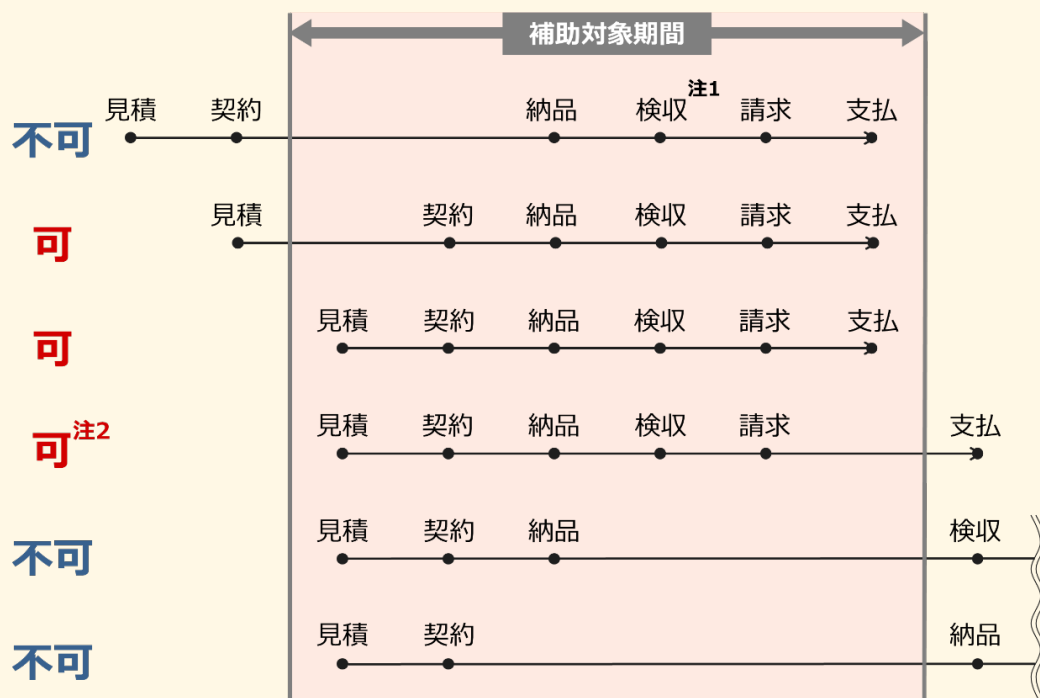 補助対象期間
不可 見積 契約 納品 検収 注1 請求 支払
可 見積 契約 納品 検収 請求 支払
可 見積 契約 納品 検収 請求 支払
可 注2 見積 契約 納品 検収 請求 支払
不可 見積 契約 納品 検収
不可 見積 契約 納品